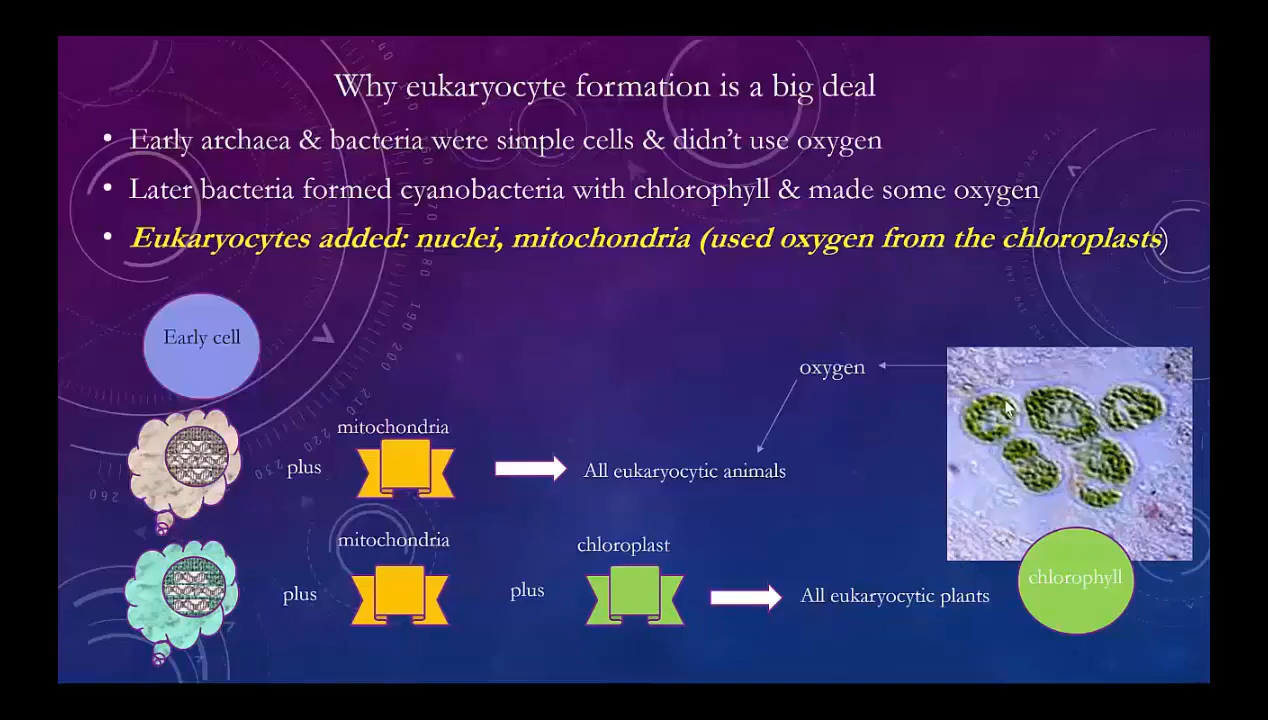 Why eukaryocyte formation is a big deal
• Early archaea & bacteria were simple cells & didn’t use oxygen
• Later bacteria formed cyanobacteria with chlorophyll & made some oxygen
• Eukaryocytes added: nuclei, mitochondria (used oxygen from the chloroplasts)
Early cell
oxygen
mitochondria
plus
All eukaryocytic animals
mitochondria
chloroplast
plus
plus
All eukaryocytic plants
chlorophyll